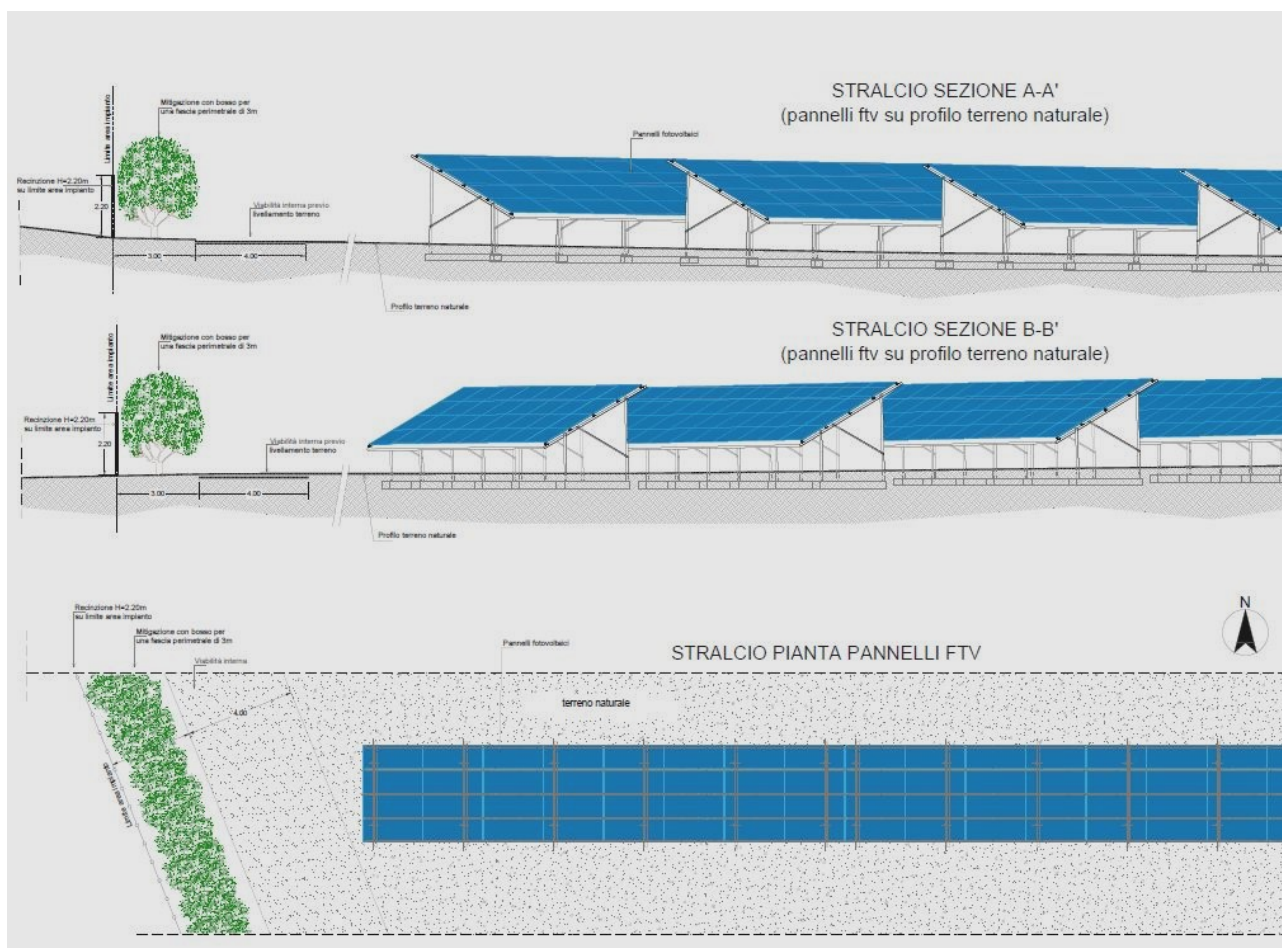 STRALCIO SEZIONE A-A'
(pannelli ftv su profilo terreno naturale)
Mitigazione con bosso per
una fascia perimetrale di 3m
Limite area impianto
Pannelli fotovoltaici
Recinzione H=2.20m
su limite area impianto
2.20
Viabilità interna previo
livellamento terreno
3.00
4.00
Profilo terreno naturale
STRALCIO SEZIONE B-B'
(pannelli ftv su profilo terreno naturale)
Mitigazione con bosso per
una fascia perimetrale di 3m
Limite area impianto
Recinzione H=2.20m
su limite area impianto
2.20
Viabilità interna previo
livellamento terreno
3.00
4.00
Profilo terreno naturale
Recinzione H=2.20m
su limite area impianto
Mitigazione con bosso per
una fascia perimetrale di 3m
Viabilità interna
Pannelli fotovoltaici
STRALCIO PIANTA PANNELLI FTV
N
terreno naturale
4.00
Limite area impianto